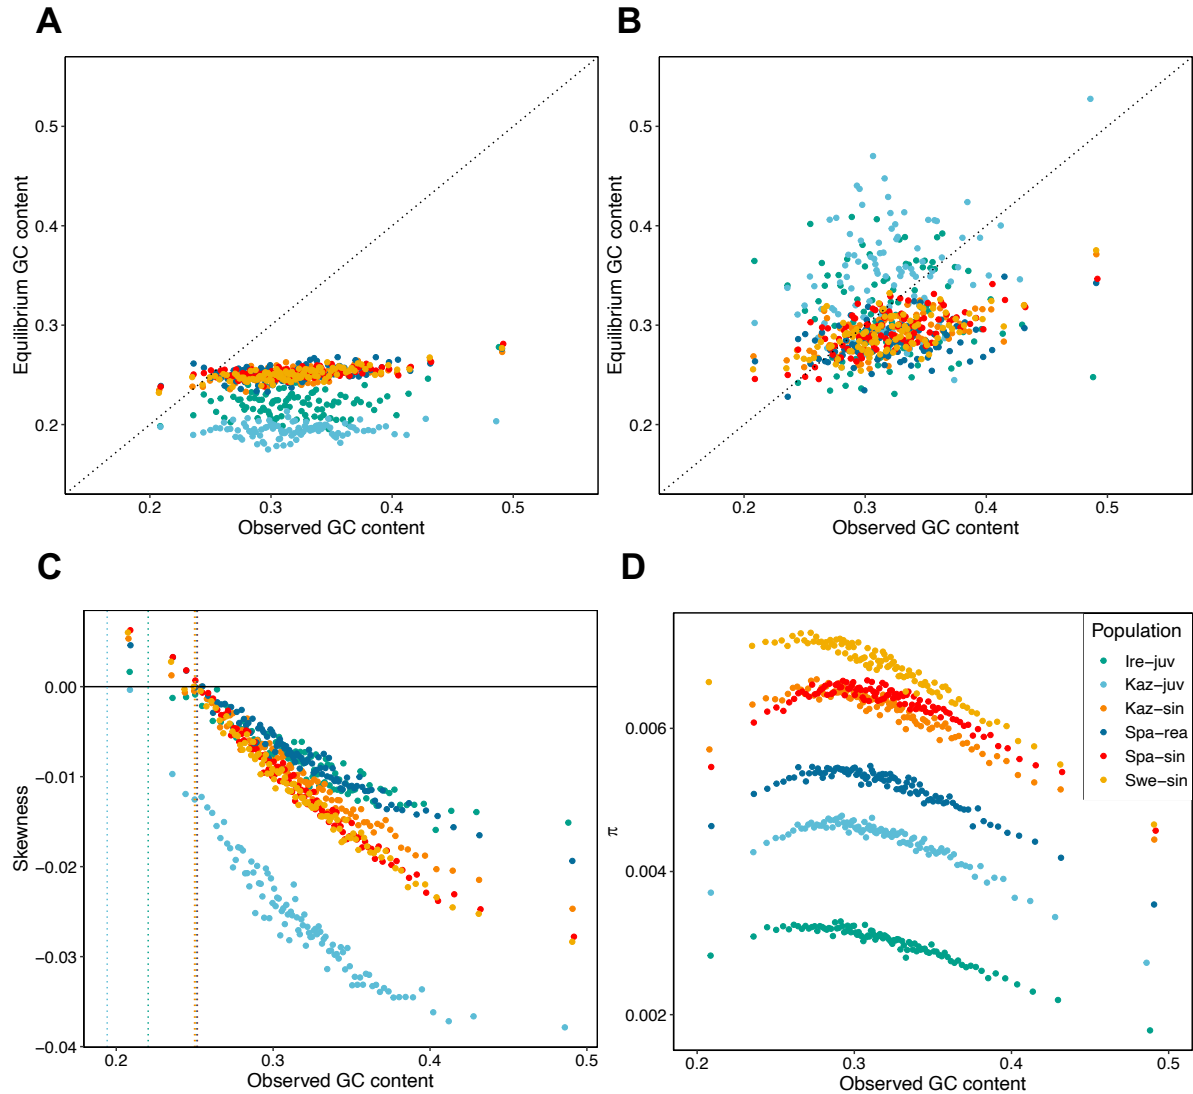 A
B
0.5
0.4
0.3
0.2
Equilibrium GC content
0.2 0.3 0.4 0.5
Observed GC content
0.5
0.4
0.3
0.2
Equilibrium GC content
0.2 0.3 0.4 0.5
Observed GC content
C
D
0.00
−0.01
−0.02
−0.03
−0.04
Skewness
0.2 0.3 0.4 0.5
Observed GC content
0.006
0.004
0.002
π
0.2 0.3 0.4 0.5
Observed GC content
Population
Ire−juv
Kaz−juv
Kaz−sin
Spa−rea
Spa−sin
Swe−sin